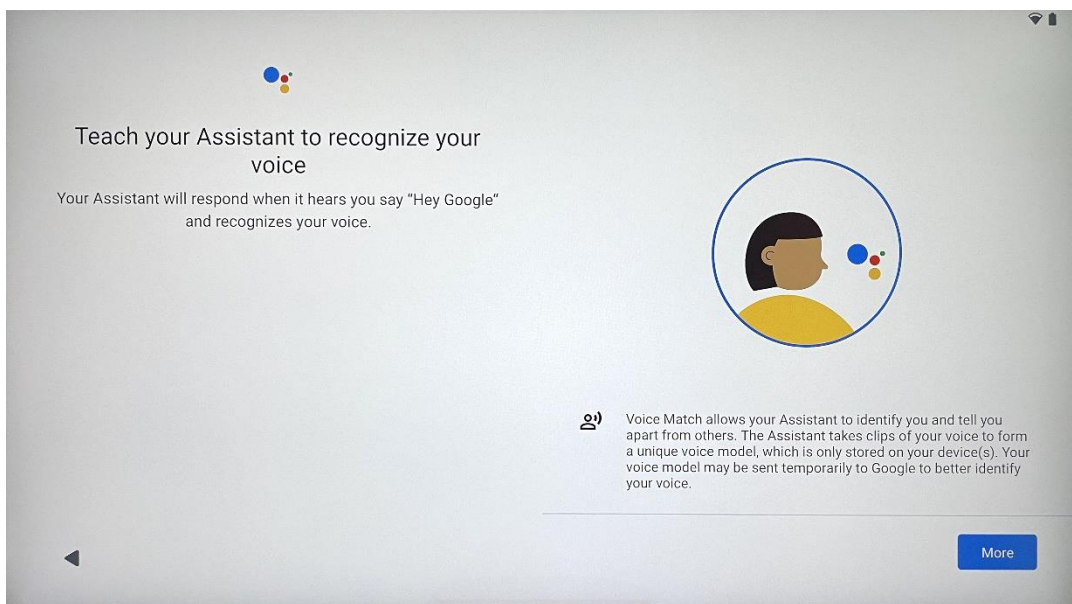 Teach your Assistant to recognize your
voice
Your Assistant will respond when it hears you say “Hey Google“
and recognizes your voice.
Voice Match allows your Assistant to identify you and tell you
apart from others. The Assistant takes clips of your voice to form
a unique voice model, which is only stored on your device(s). Your
voice model may be sent temporarily to Google to better identify
your voice.
More